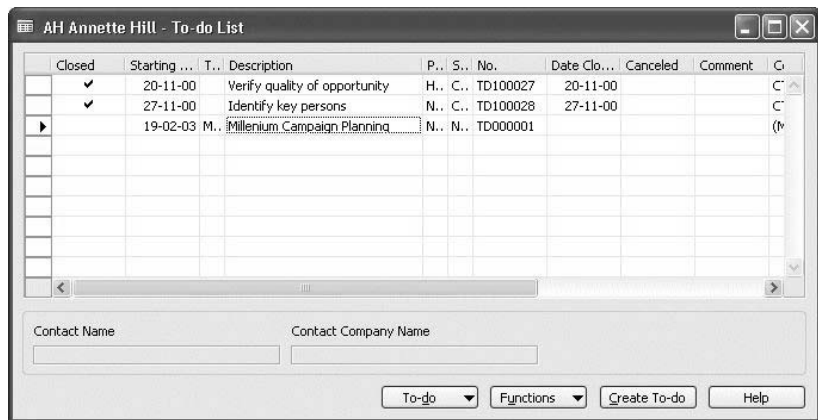 AH Annette Hill - To-do List
Closed Starting ... T.. Description P.. S.. No. Date Clo... Canceled Comment
20-11-00 Verify quality of opportunity H.. C.. TD100027 20-11-00
27-11-00 Identify key persons N.. C.. TD100028 27-11-00
19-02-03 M.. Millenium Campaign Planning N.. N.. TD000001
Contact Name Contact Company Name
To-do Functions Create To-do Help